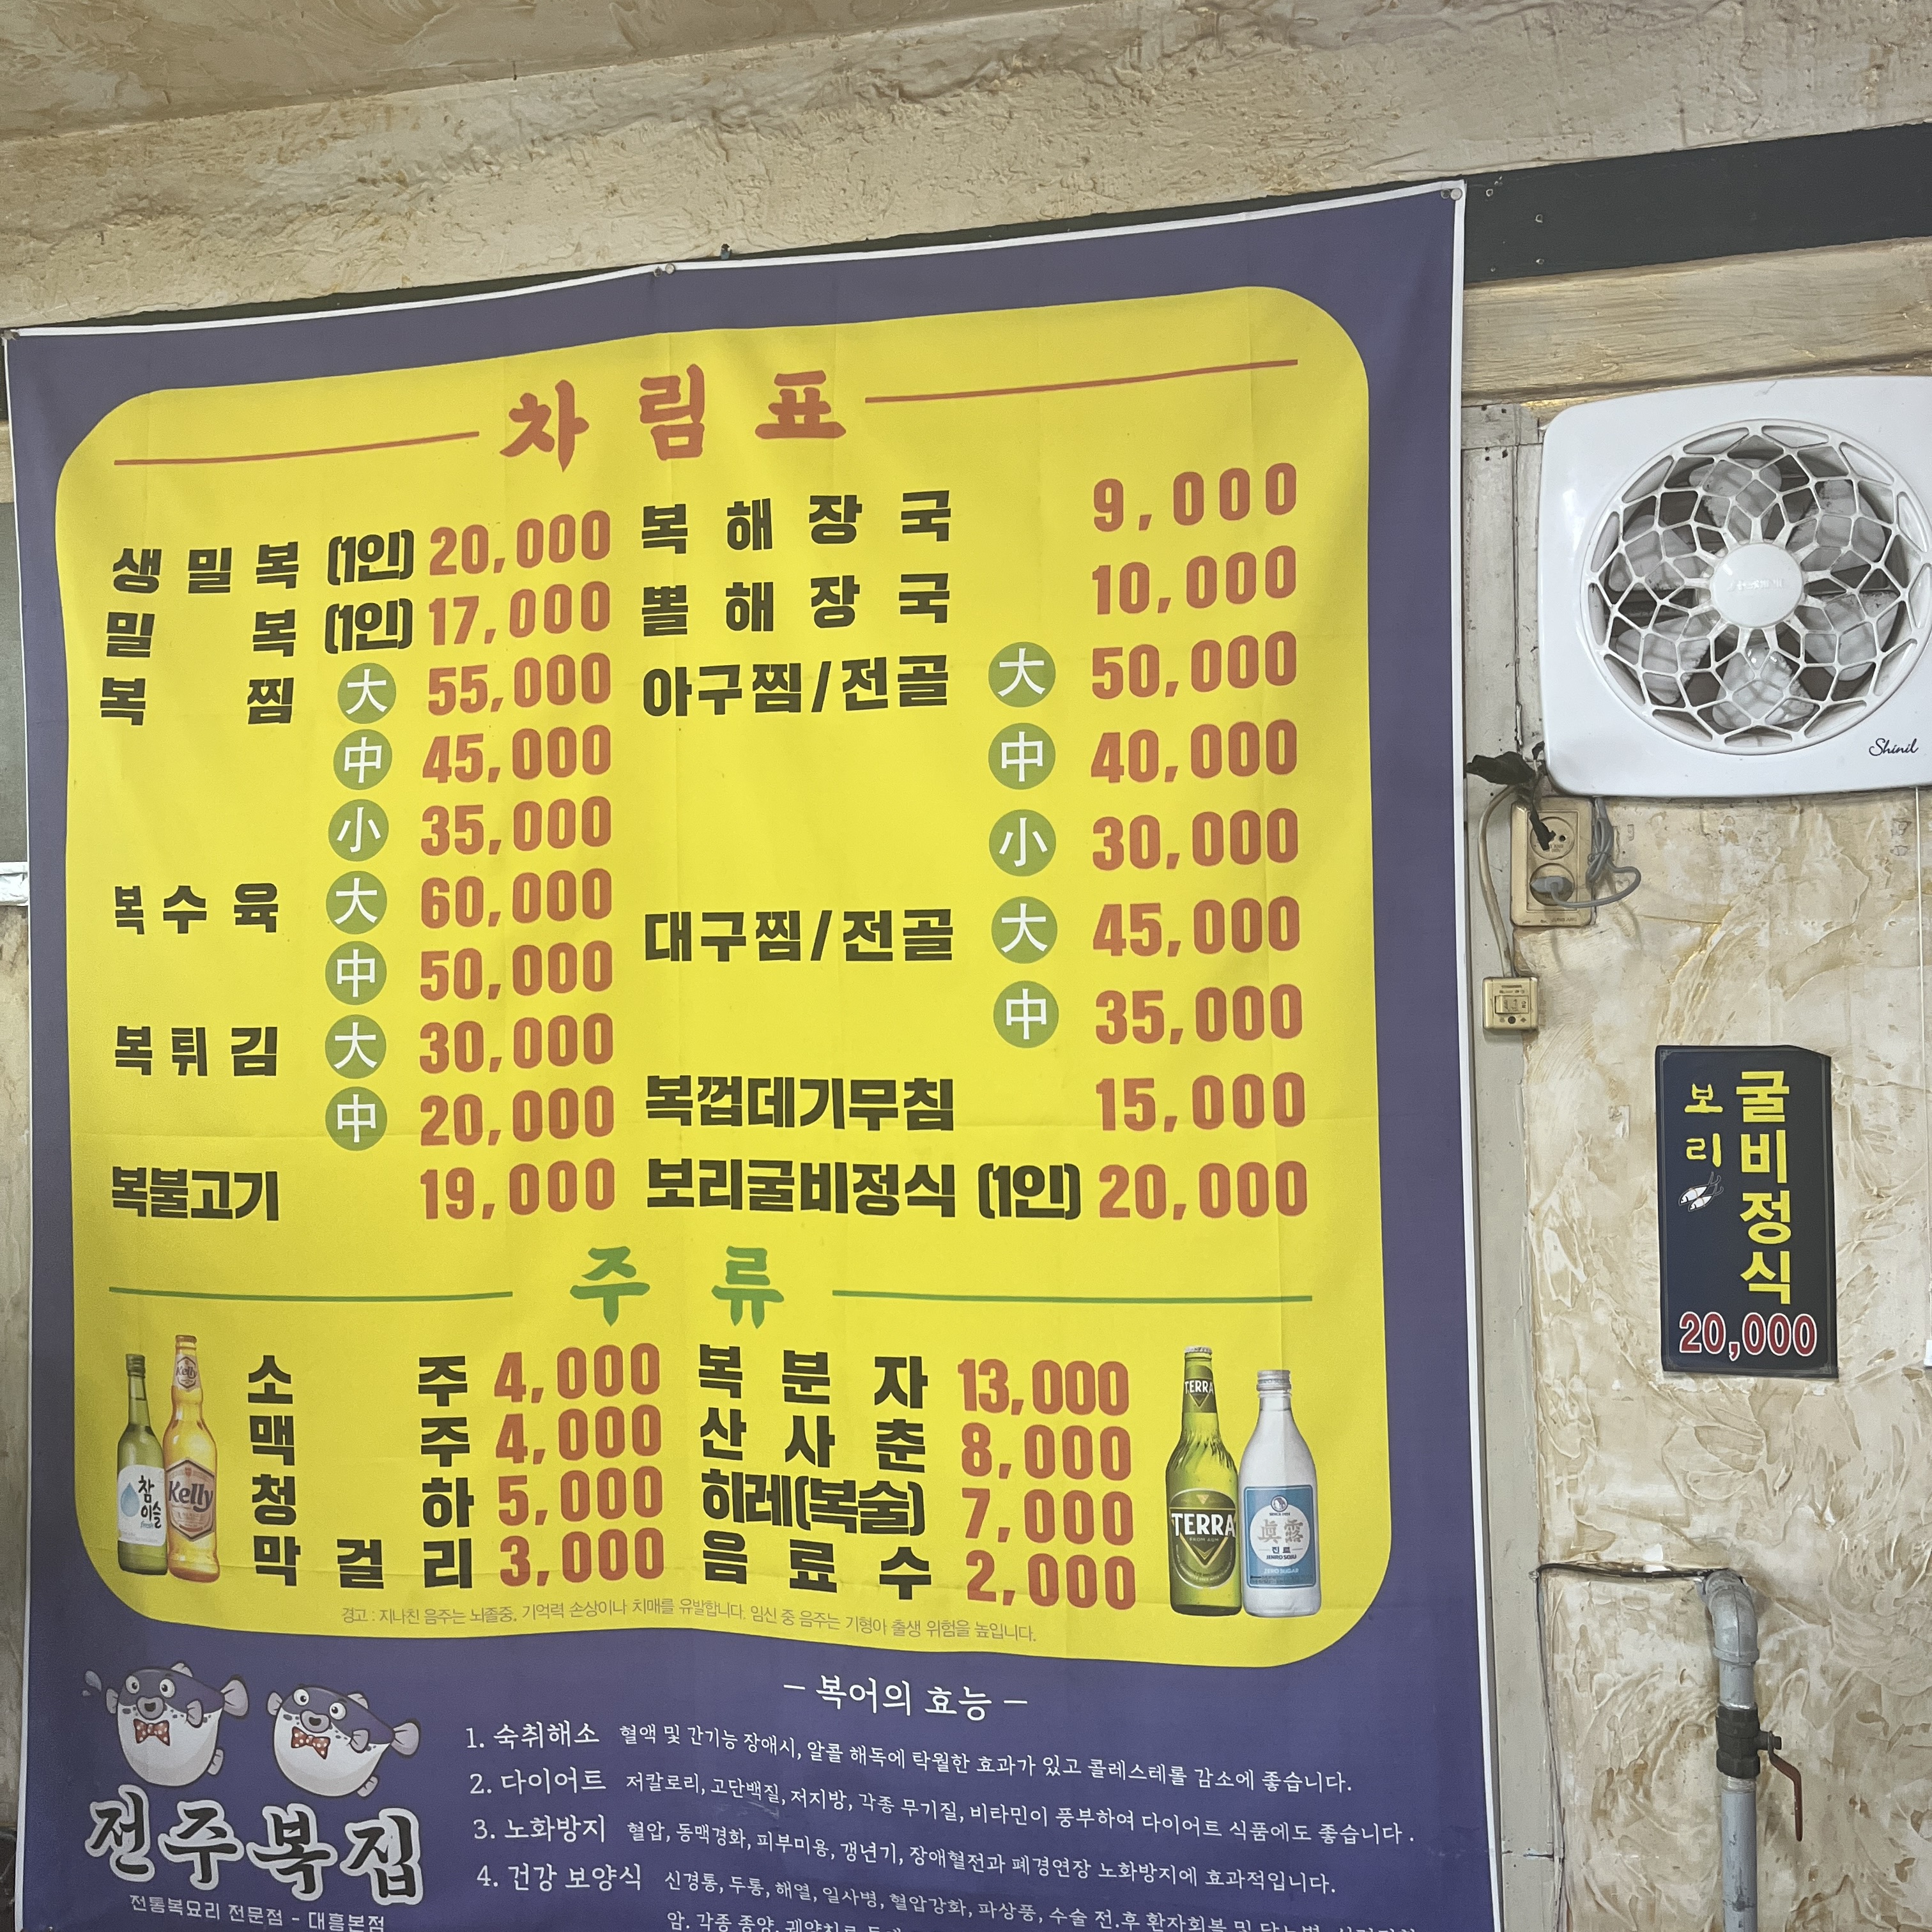 차림표
생밀복 (1인) 20,000
밀복 (1인) 17,000
복찜 大 55,000
中 45,000
小 35,000
복수육 大 60,000
中 50,000
복튀김 大 30,000
中 20,000
복불고기 19,000
복해장국 9,000
뽈해장국 10,000
아구찜/전골 大 50,000
中 40,000
小 30,000
대구찜/전골 大 45,000
中 35,000
복껍데기무침 15,000
보리굴비정식 (1인) 20,000
주류
소주 4,000
맥주 4,000
청하 5,000
막걸리 3,000
복분자 13,000
산사춘 8,000
히레(복술) 7,000
음료수 2,000
참이슬
fresh
Kelly
Kelly
TERRA
TERRA
眞露
진로
JINRO SOJU
ZERO SUGAR
경고 : 지나친 음주는 뇌졸중, 기억력 손상이나 치매를 유발합니다. 임신 중 음주는 기형아 출생 위험을 높입니다.
전주복집
전통복요리 전문점 - 대흥본점
- 복어의 효능 -
1. 숙취해소 혈액 및 간기능 장애시, 알콜 해독에 탁월한 효과가 있고 콜레스테롤 감소에 좋습니다.
2. 다이어트 저칼로리, 고단백질, 저지방, 각종 무기질, 비타민이 풍부하여 다이어트 식품에도 좋습니다.
3. 노화방지 혈압, 동맥경화, 피부미용, 갱년기, 장애혈전과 폐경연장 노화방지에 효과적입니다.
4. 건강 보양식 신경통, 두통, 해열, 일사병, 혈압강화, 파상풍, 수술 전.후 환자회복 및 당뇨병,
암, 각종 종양, 궤양치료
Shinil
보리
굴비정식
20,000